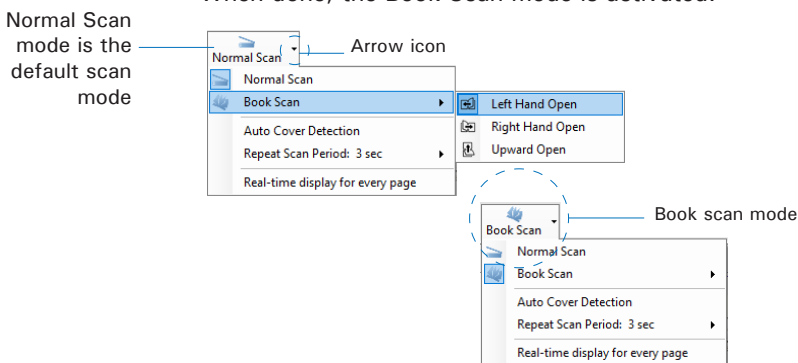 When done, the Book Scan mode is activated.
Normal Scan
mode is the
default scan
mode
Arrow icon
Normal Scan
Normal Scan
Book Scan
Auto Cover Detection
Repeat Scan Period: 3 sec
Real-time display for every page
Left Hand Open
Right Hand Open
Upward Open
Book scan mode
Book Scan
Normal Scan
Book Scan
Auto Cover Detection
Repeat Scan Period: 3 sec
Real-time display for every page